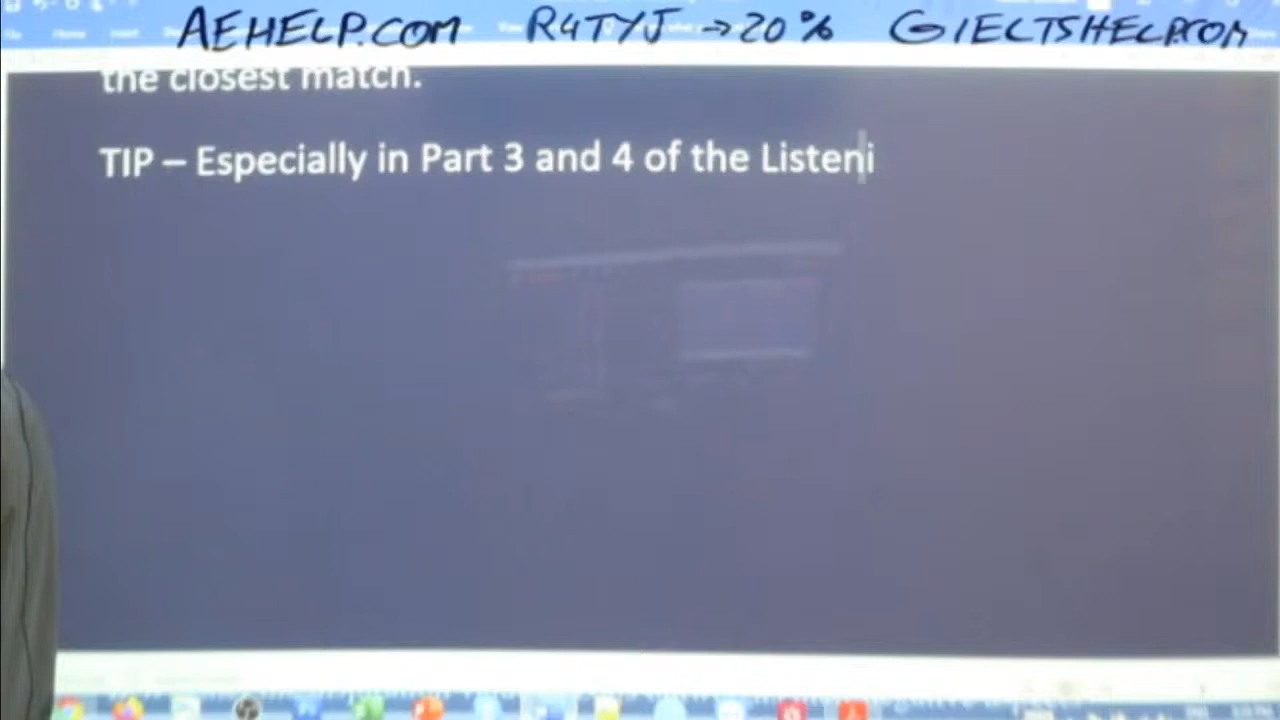 AEHELP.COM R4TYJ → 20% GIELTSHELP.COM
the closest match.
TIP – Especially in Part 3 and 4 of the Listeni